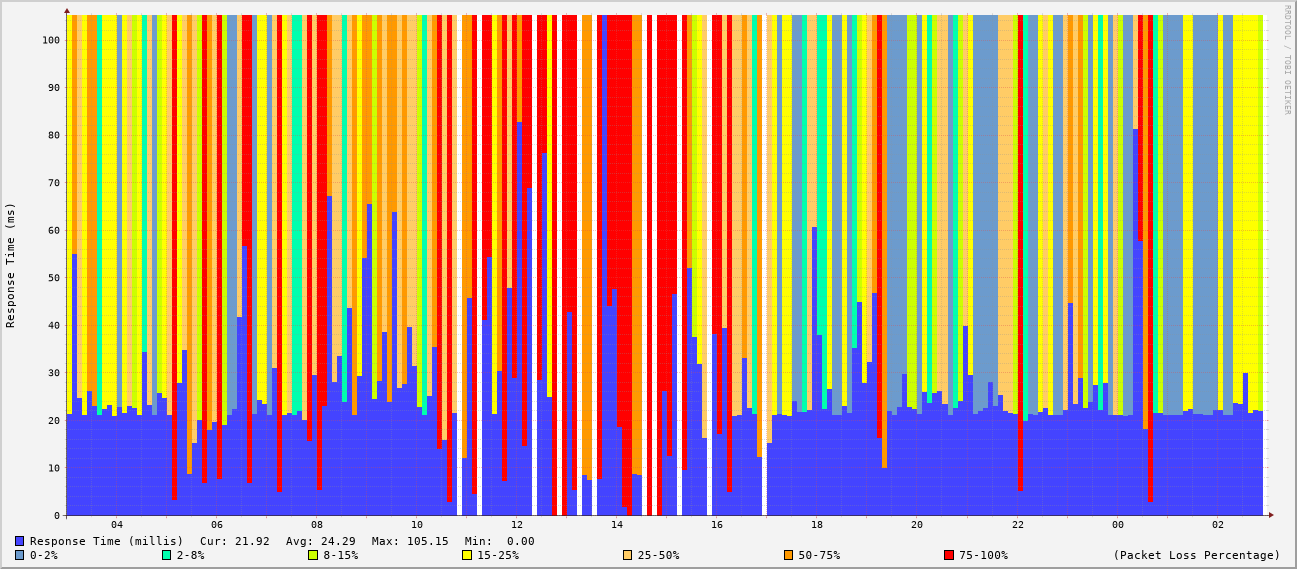 RRDTOOL / TOBI OETIKER
Response Time (ms)
100
90
80
70
60
50
40
30
20
10
0
04 06 08 10 12 14 16 18 20 22 00 02
Response Time (millis) Cur: 21.92 Avg: 24.29 Max: 105.15 Min: 0.00
0-2% 2-8% 8-15% 15-25% 25-50% 50-75% 75-100% (Packet Loss Percentage)